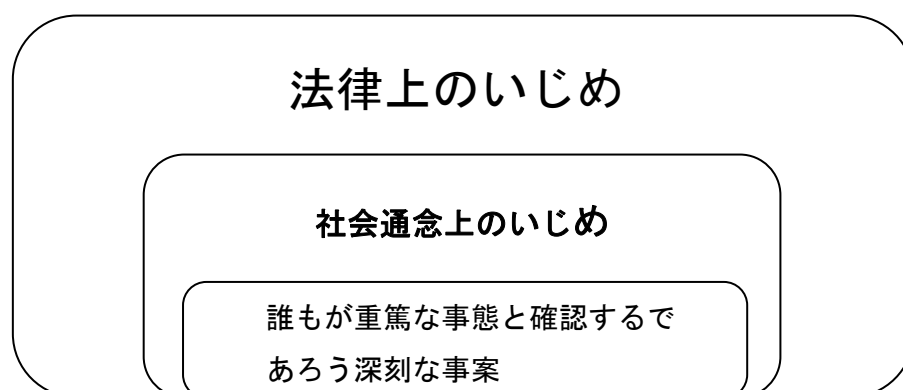 法律上のいじめ
社会通念上のいじめ
誰もが重篤な事態と確認するで
あろう深刻な事案